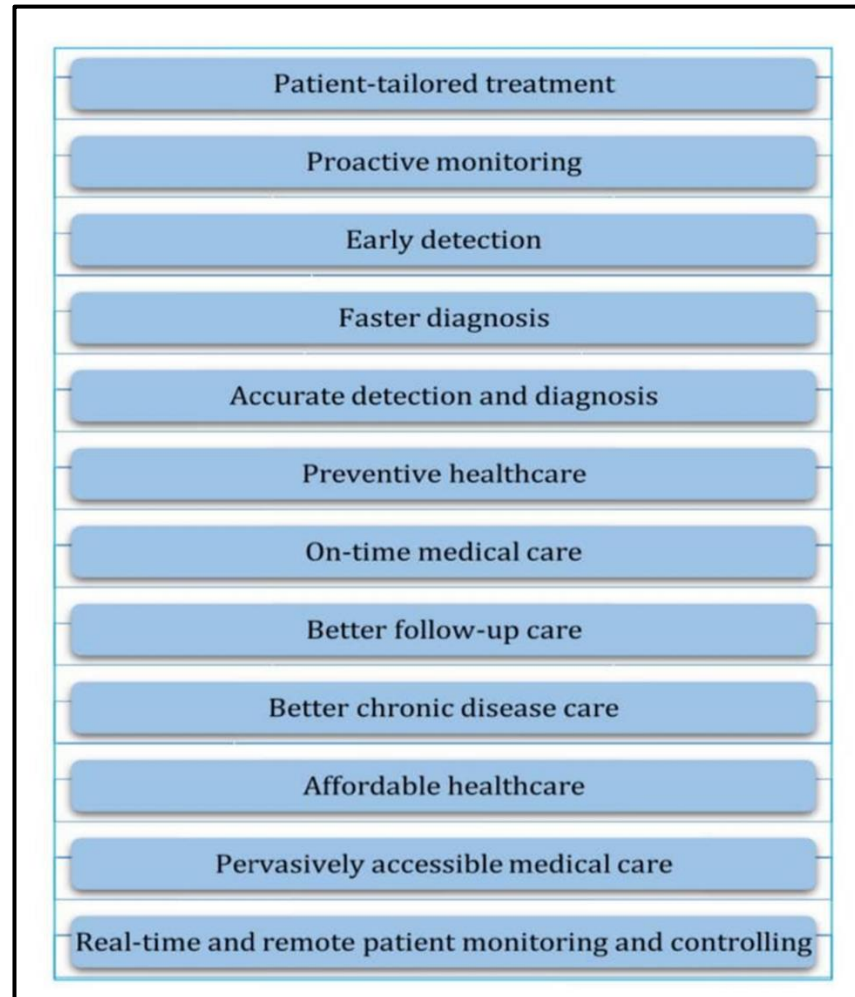 Patient-tailored treatment
Proactive monitoring
Early detection
Faster diagnosis
Accurate detection and diagnosis
Preventive healthcare
On-time medical care
Better follow-up care
Better chronic disease care
Affordable healthcare
Pervasively accessible medical care
Real-time and remote patient monitoring and controlling